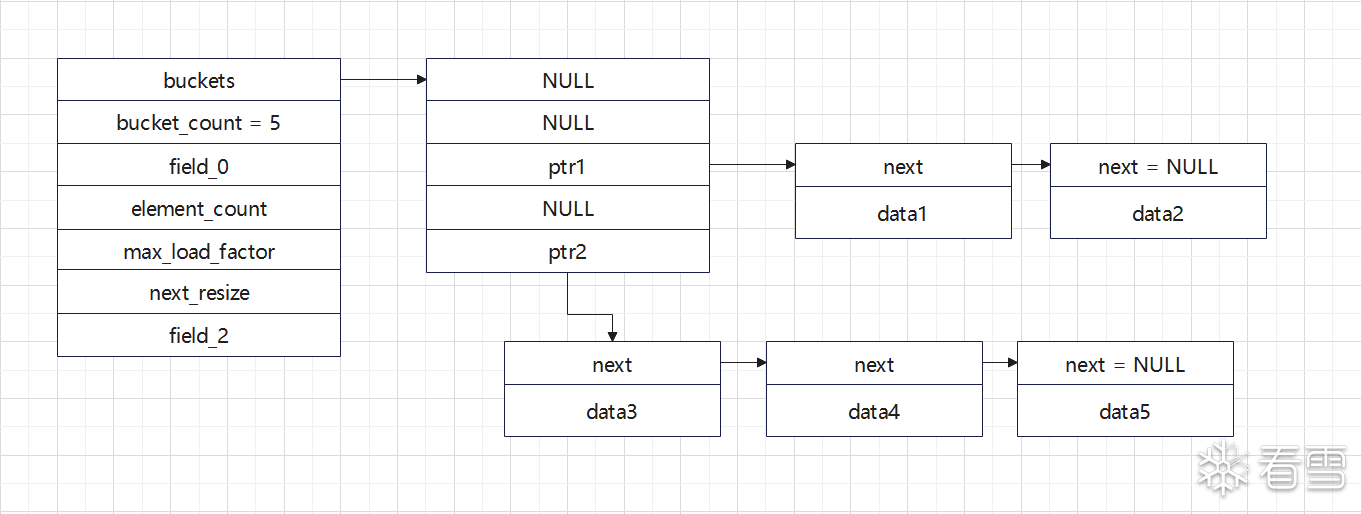 buckets
bucket_count = 5
field_0
element_count
max_load_factor
next_resize
field_2
NULL
NULL
ptr1
NULL
ptr2
next
data1
next = NULL
data2
next
data3
next
data4
next = NULL
data5
看雪